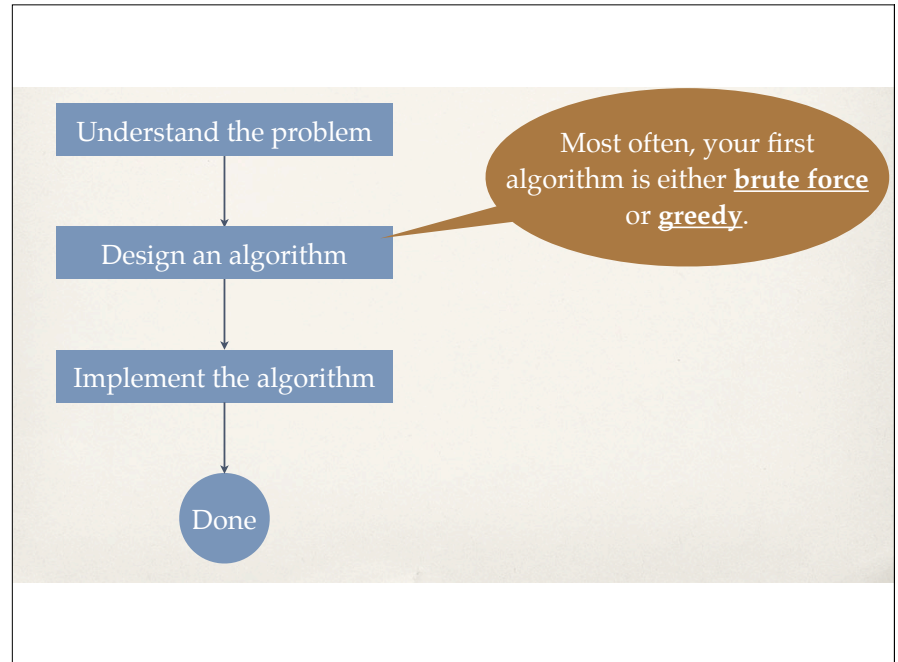 Understand the problem
Most often, your first
algorithm is either brute force
or greedy.
Design an algorithm
Implement the algorithm
Done